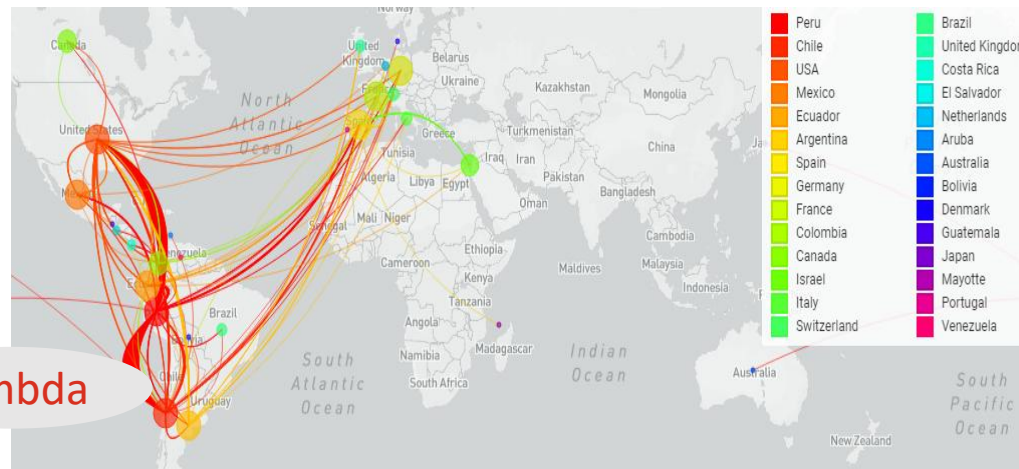 Norway
Canada
United
Kingdom
Belarus
Ukraine
Kazakhstan
Mongolia
North
Atlantic
Ocean
France
Spain
United States
Greece
Turkmenistan
China
Tunisia
Iraq
Iran
Algeria
Libya
Egypt
Pakistan
Bangladesh
Oman
Mali
Niger
Senegal
Venezuela
Ethiopia
Cambodia
Cameroon
Maldives
Malaysia
Kenya
Indonesia
Tanzania
Brazil
Angola
Madagascar
Namibia
South
Atlantic
Ocean
Indian
Ocean
Chile
Uruguay
South Africa
Australia
South
Pacific
Ocean
New Zealand
mbda
Peru
Chile
USA
Mexico
Ecuador
Argentina
Spain
Germany
France
Colombia
Canada
Israel
Italy
Switzerland
Brazil
United Kingdom
Costa Rica
El Salvador
Netherlands
Aruba
Australia
Bolivia
Denmark
Guatemala
Japan
Mayotte
Portugal
Venezuela